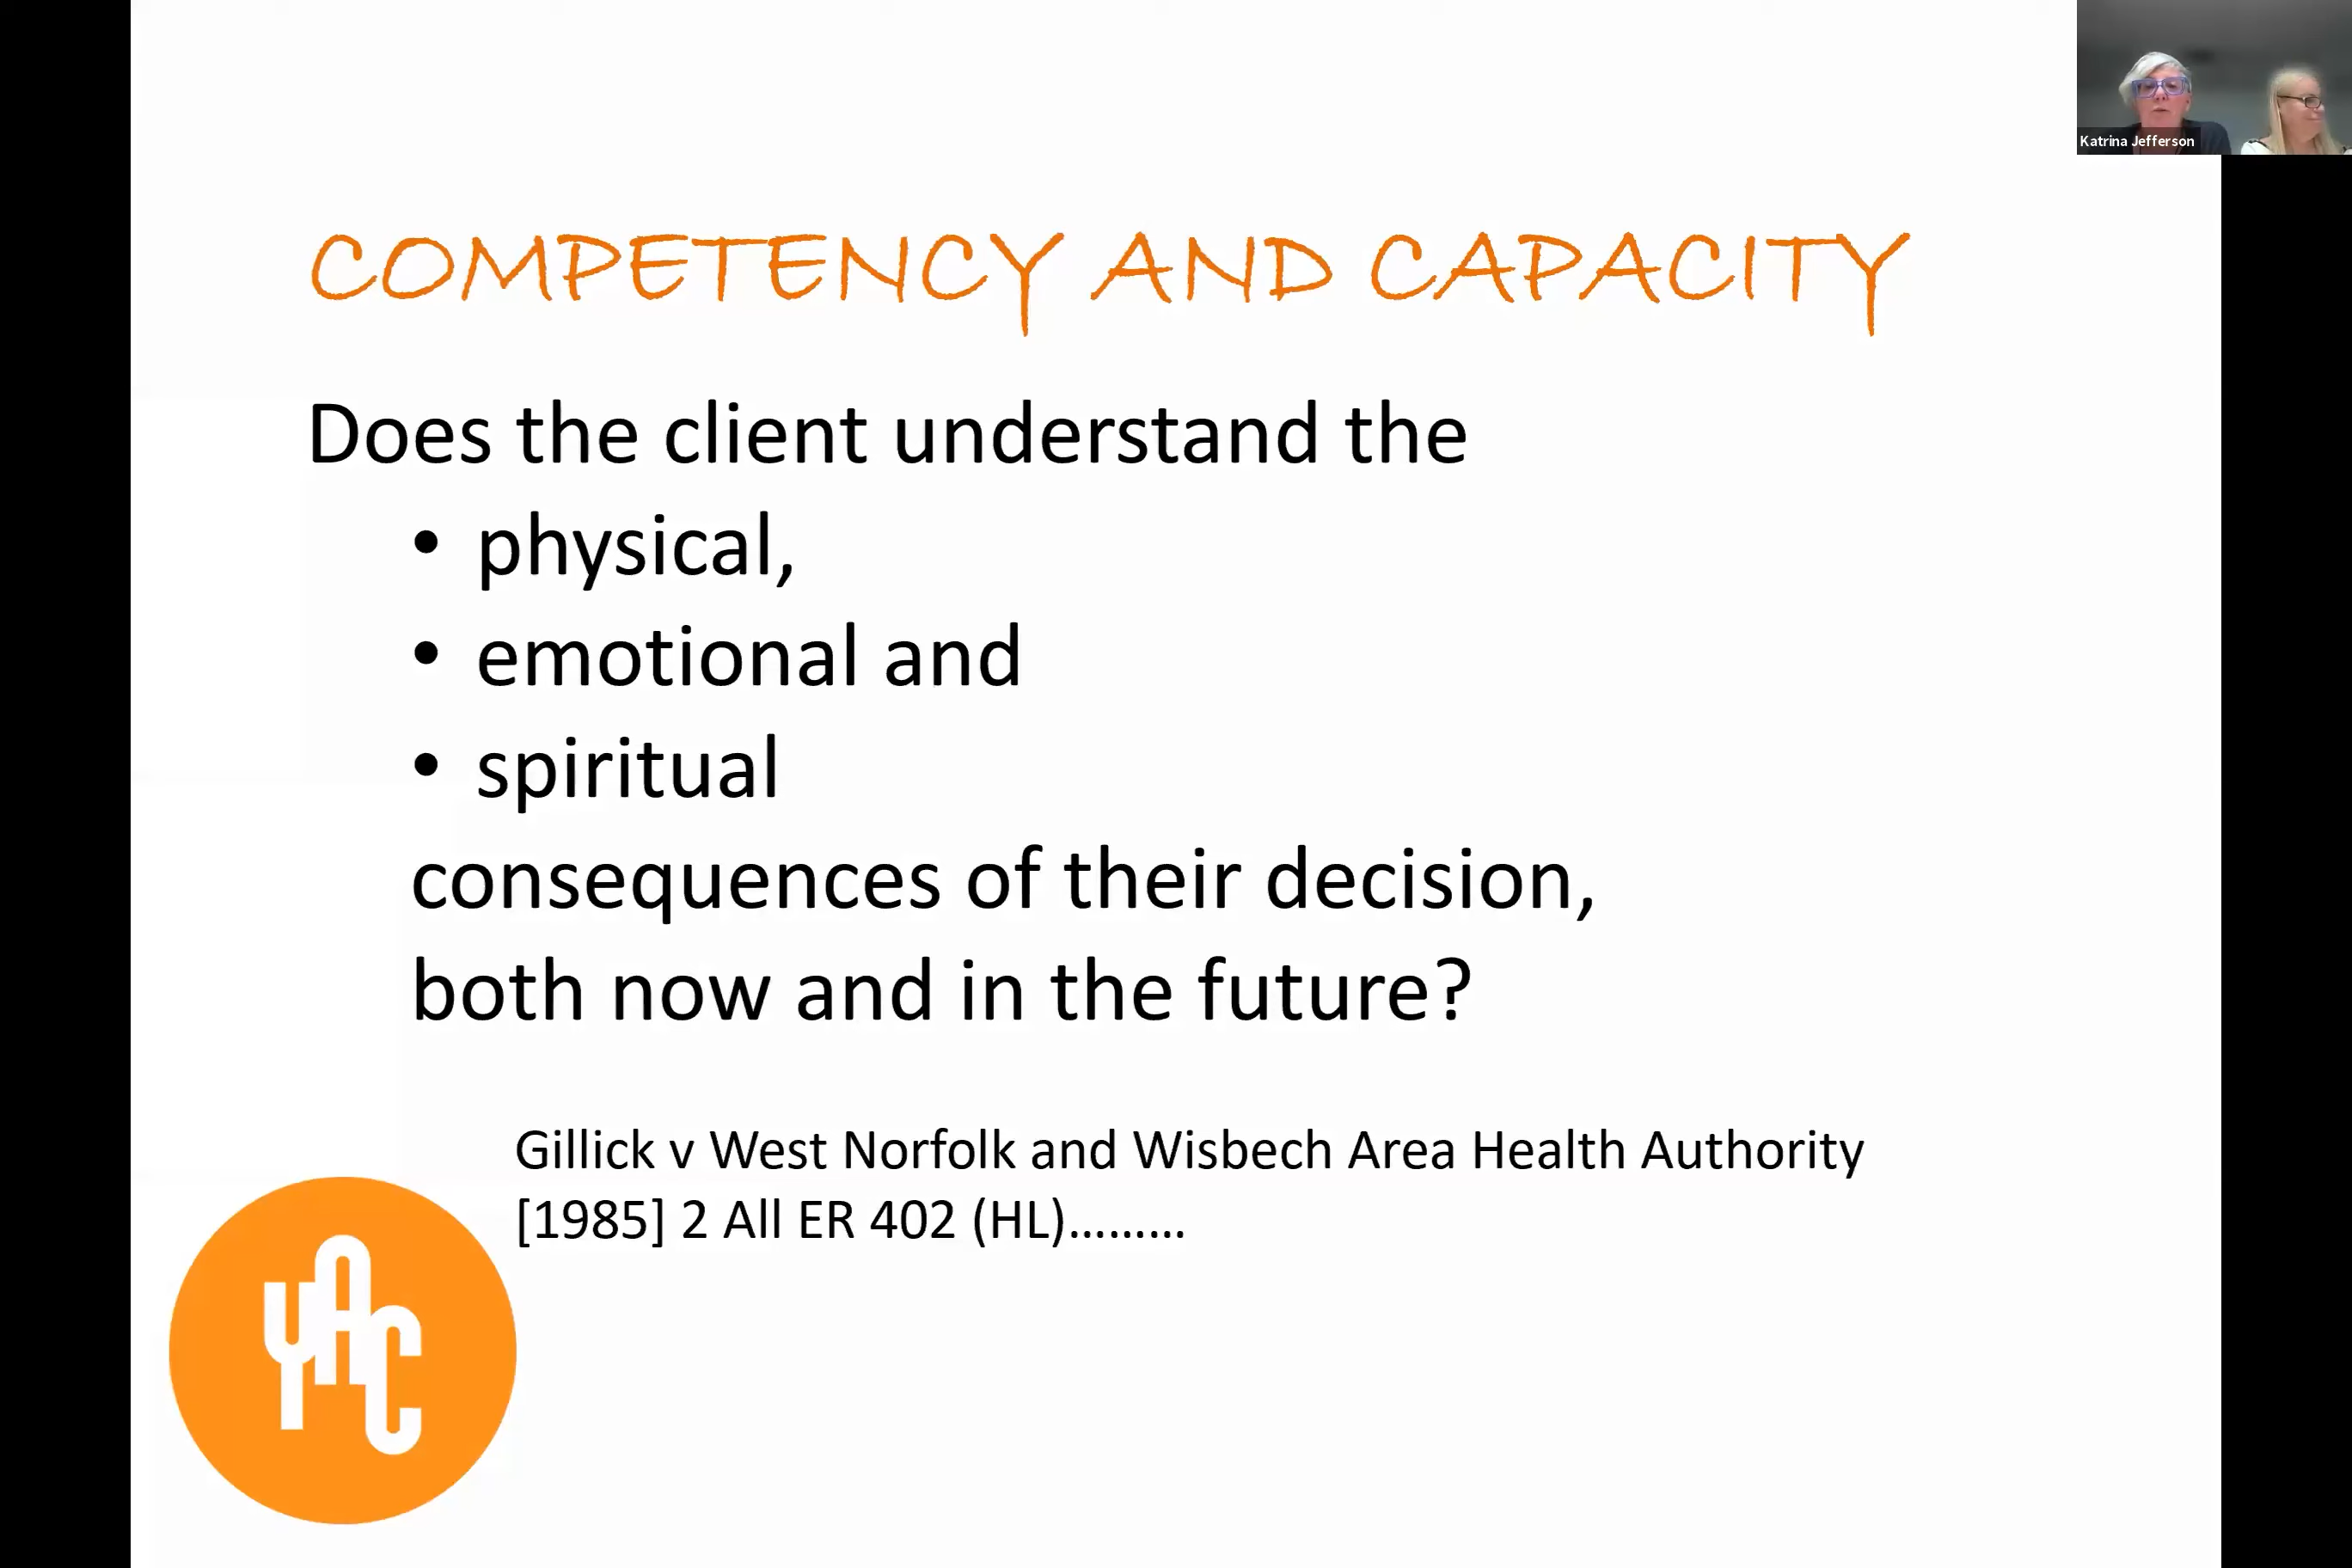 Katrina Jefferson
COMPETENCY AND CAPACITY
Does the client understand the
• physical,
• emotional and
• spiritual
consequences of their decision,
both now and in the future?
Gillick v West Norfolk and Wisbech Area Health Authority
[1985] 2 All ER 402 (HL).........
YAC